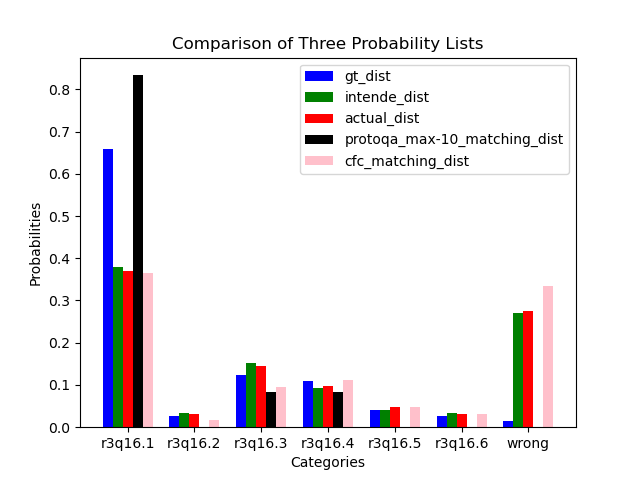 Comparison of Three Probability Lists
gt_dist
intende_dist
actual_dist
protoqa_max-10_matching_dist
cfc_matching_dist
Probabilities
0.8
0.7
0.6
0.5
0.4
0.3
0.2
0.1
0.0
r3q16.1 r3q16.2 r3q16.3 r3q16.4 r3q16.5 r3q16.6 wrong
Categories